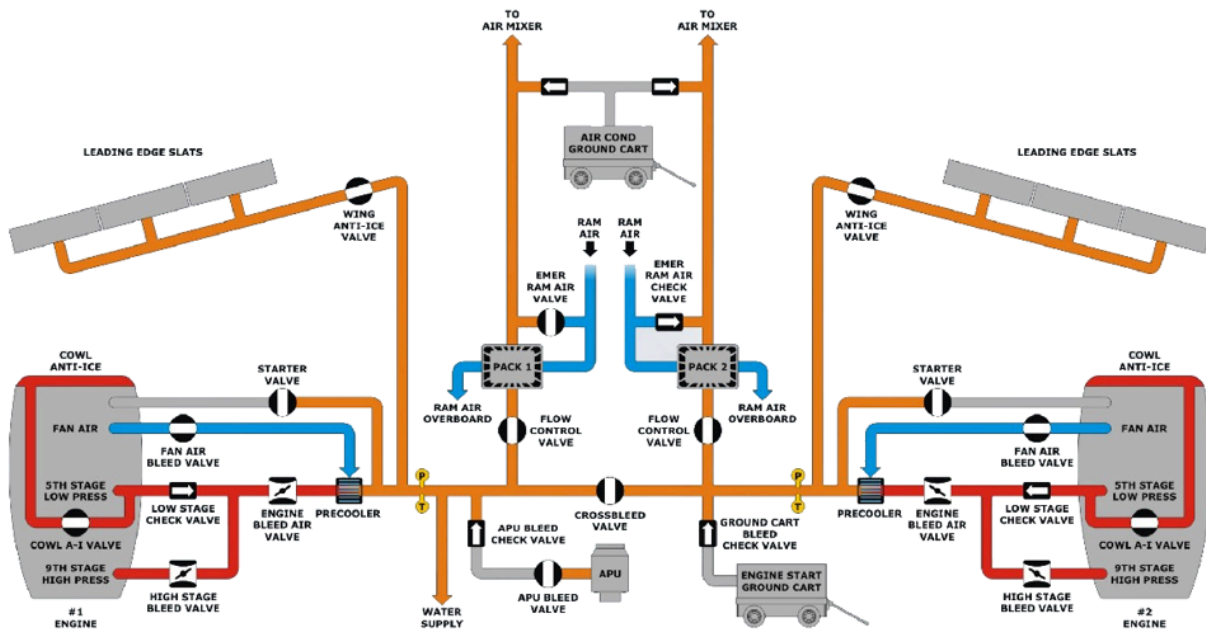 TO
AIR MIXER
TO
AIR MIXER
AIR COND
GROUND CART
LEADING EDGE SLATS
LEADING EDGE SLATS
WING
ANTI-ICE
VALVE
WING
ANTI-ICE
VALVE
RAM
AIR
RAM
AIR
EMER
RAM AIR
VALVE
EMER
RAM AIR
CHECK
VALVE
PACK 1
PACK 2
COWL
ANTI-ICE
COWL
ANTI-ICE
STARTER
VALVE
STARTER
VALVE
RAM AIR
OVERBOARD
RAM AIR
OVERBOARD
FLOW
CONTROL
VALVE
FLOW
CONTROL
VALVE
FAN AIR
FAN AIR
FAN AIR
BLEED VALVE
FAN AIR
BLEED VALVE
P
T
P
T
5TH STAGE
LOW PRESS
LOW STAGE
CHECK VALVE
ENGINE
BLEED AIR
VALVE
PRECOOLER
CROSSBLEED
VALVE
PRECOOLER
ENGINE
BLEED AIR
VALVE
LOW STAGE
CHECK VALVE
5TH STAGE
LOW PRESS
COWL A-I VALVE
COWL A-I VALVE
APU BLEED
CHECK VALVE
GROUND CART
BLEED
CHECK VALVE
9TH STAGE
HIGH PRESS
HIGH STAGE
BLEED VALVE
APU
APU BLEED
VALVE
ENGINE START
GROUND CART
HIGH STAGE
BLEED VALVE
9TH STAGE
HIGH PRESS
#1
ENGINE
WATER
SUPPLY
#2
ENGINE